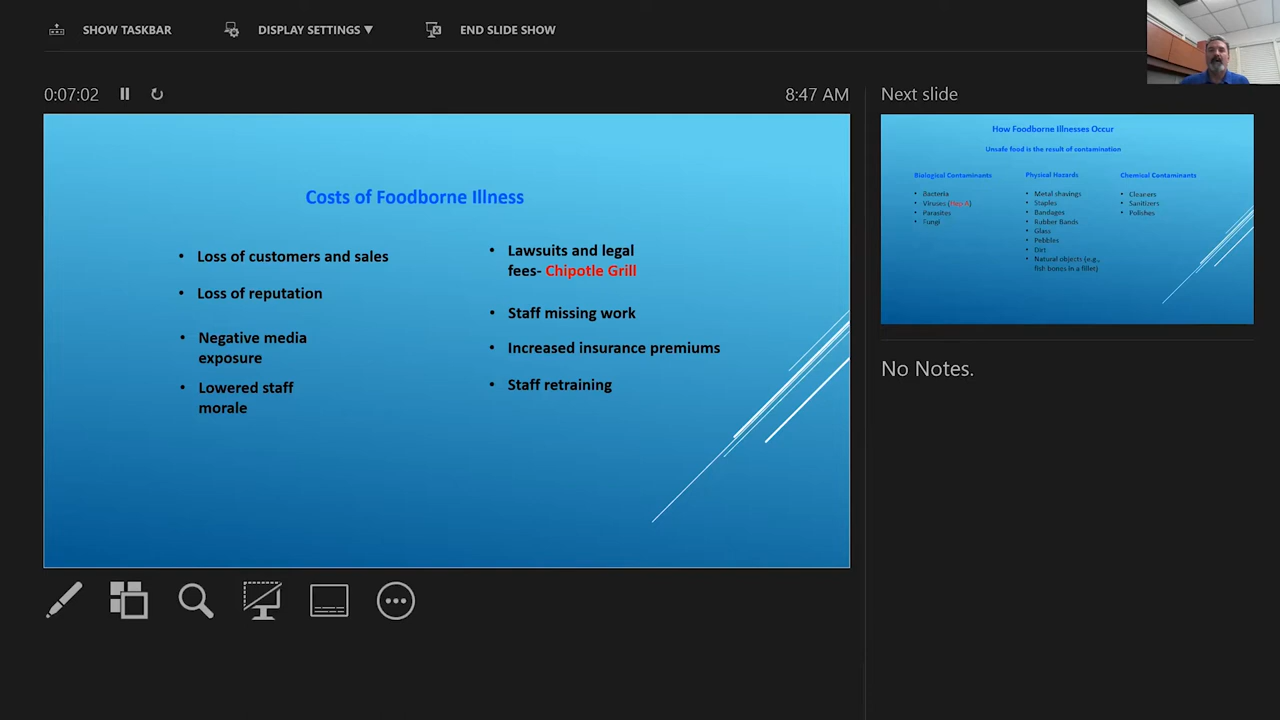 SHOW TASKBAR
DISPLAY SETTINGS ▼
END SLIDE SHOW
0:07:02
8:47 AM
Costs of Foodborne Illness
• Loss of customers and sales
• Loss of reputation
• Negative media
exposure
• Lowered staff
morale
• Lawsuits and legal
fees- Chipotle Grill
• Staff missing work
• Increased insurance premiums
• Staff retraining
Next slide
How Foodborne Illnesses Occur
Unsafe food is the result of contamination
Biological Contaminants
• Bacteria
• Viruses (Hep A)
• Parasites
• Fungi
Physical Hazards
• Metal shavings
• Staples
• Bandages
• Rubber Bands
• Glass
• Pebbles
• Dirt
• Natural objects (e.g.,
fish bones in a fillet)
Chemical Contaminants
• Cleaners
• Sanitizers
• Polishes
No Notes.